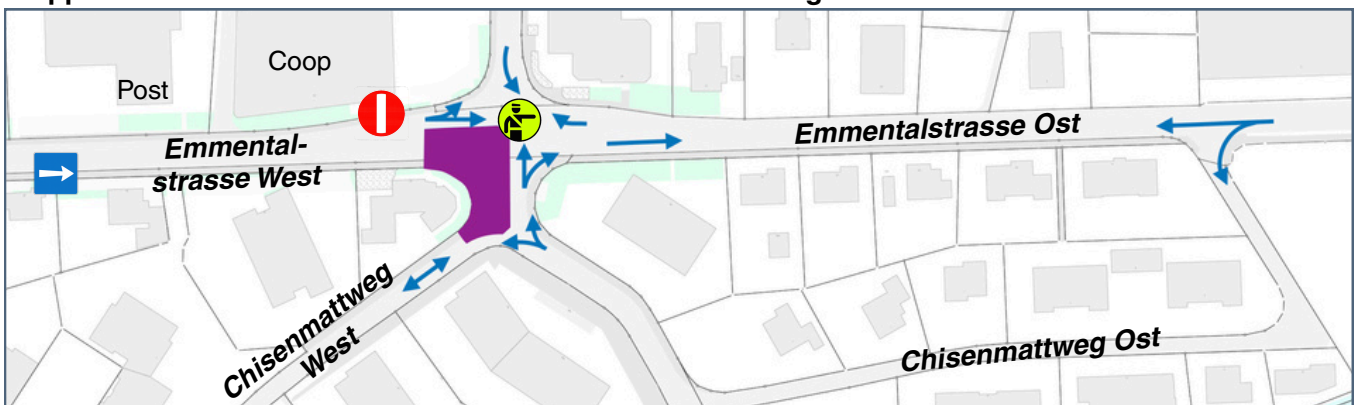 Coop
Post
Emmental-
strasse West
Emmentalstrasse Ost
Chisenmattweg
West
Chisenmattweg Ost